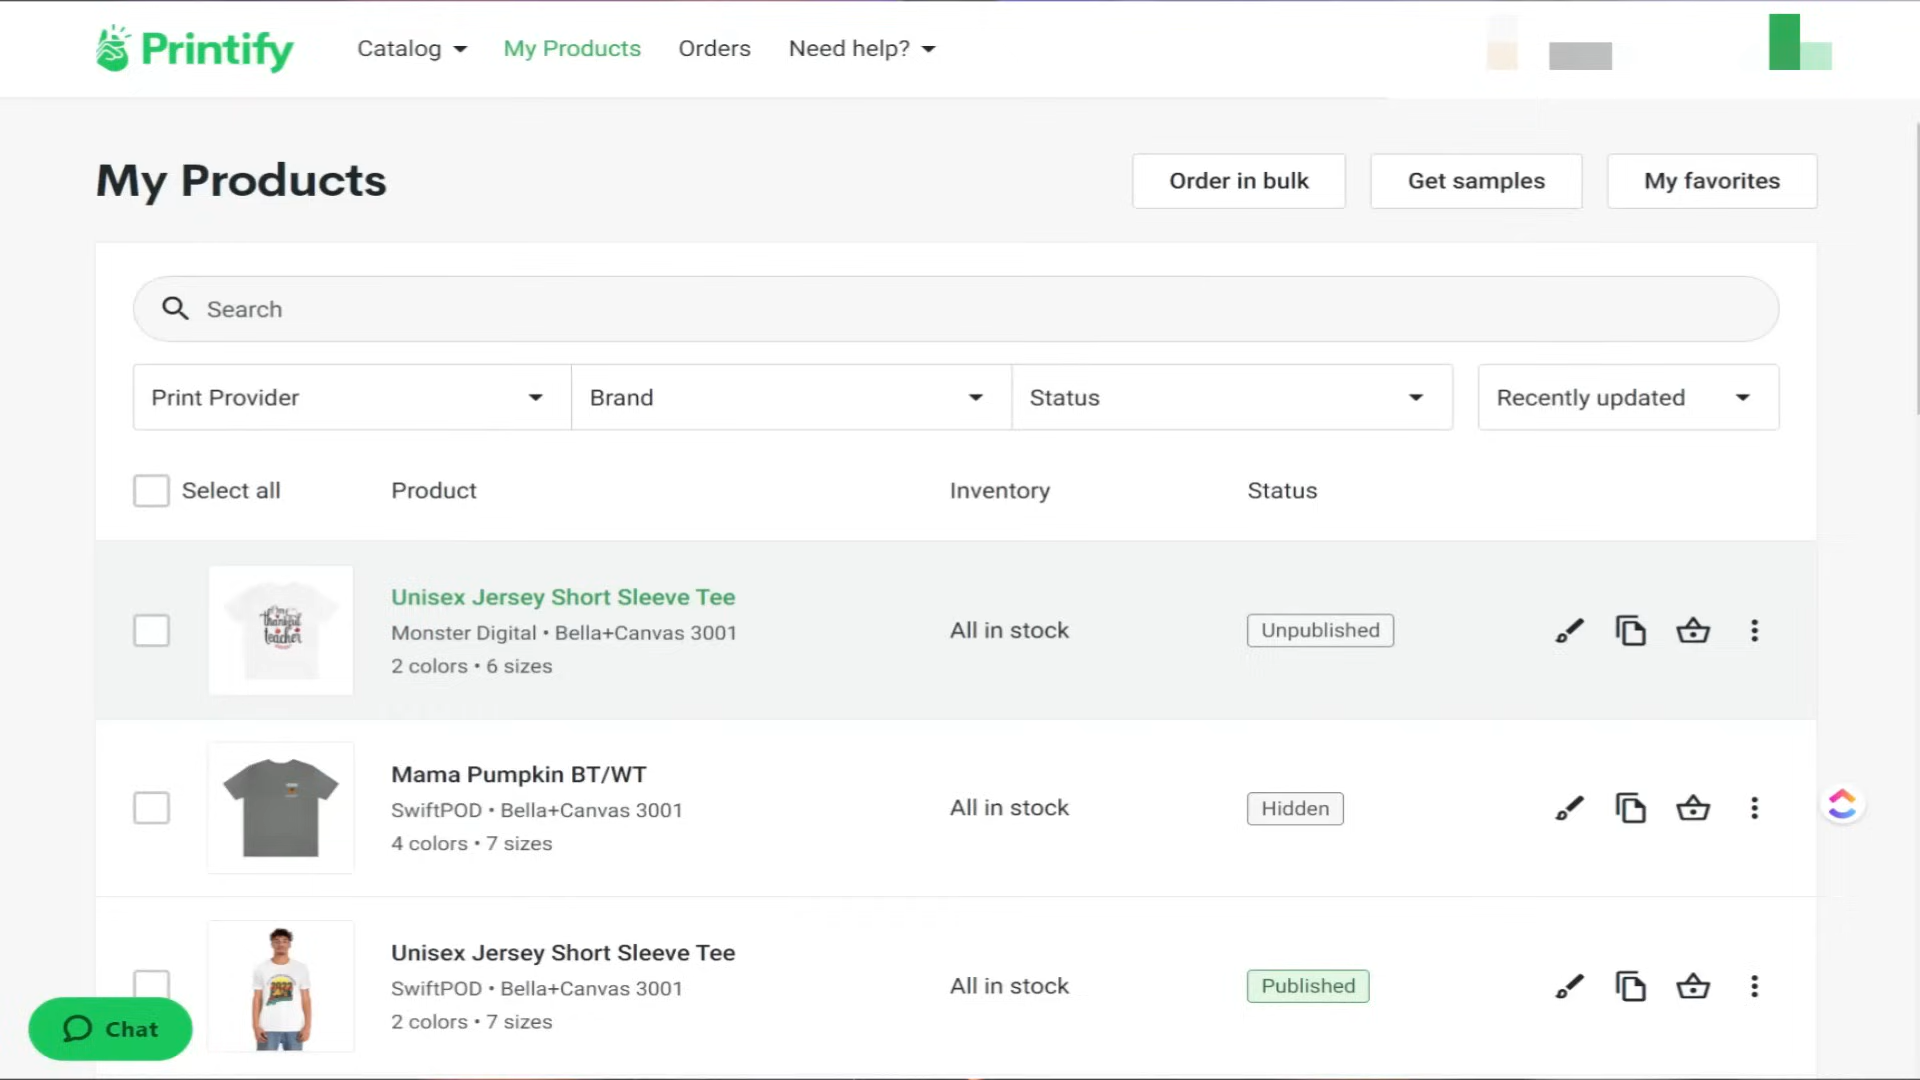 Printify
Catalog
My Products
Orders
Need help?
My Products
Order in bulk
Get samples
My favorites
Search
Print Provider
Brand
Status
Recently updated
Select all
Product
Inventory
Status
thankful
teacher
Unisex Jersey Short Sleeve Tee
Monster Digital • Bella+Canvas 3001
2 colors • 6 sizes
All in stock
Unpublished
Mama Pumpkin BT/WT
SwiftPOD • Bella+Canvas 3001
4 colors • 7 sizes
All in stock
Hidden
Unisex Jersey Short Sleeve Tee
SwiftPOD • Bella+Canvas 3001
2 colors • 7 sizes
All in stock
Published
Chat